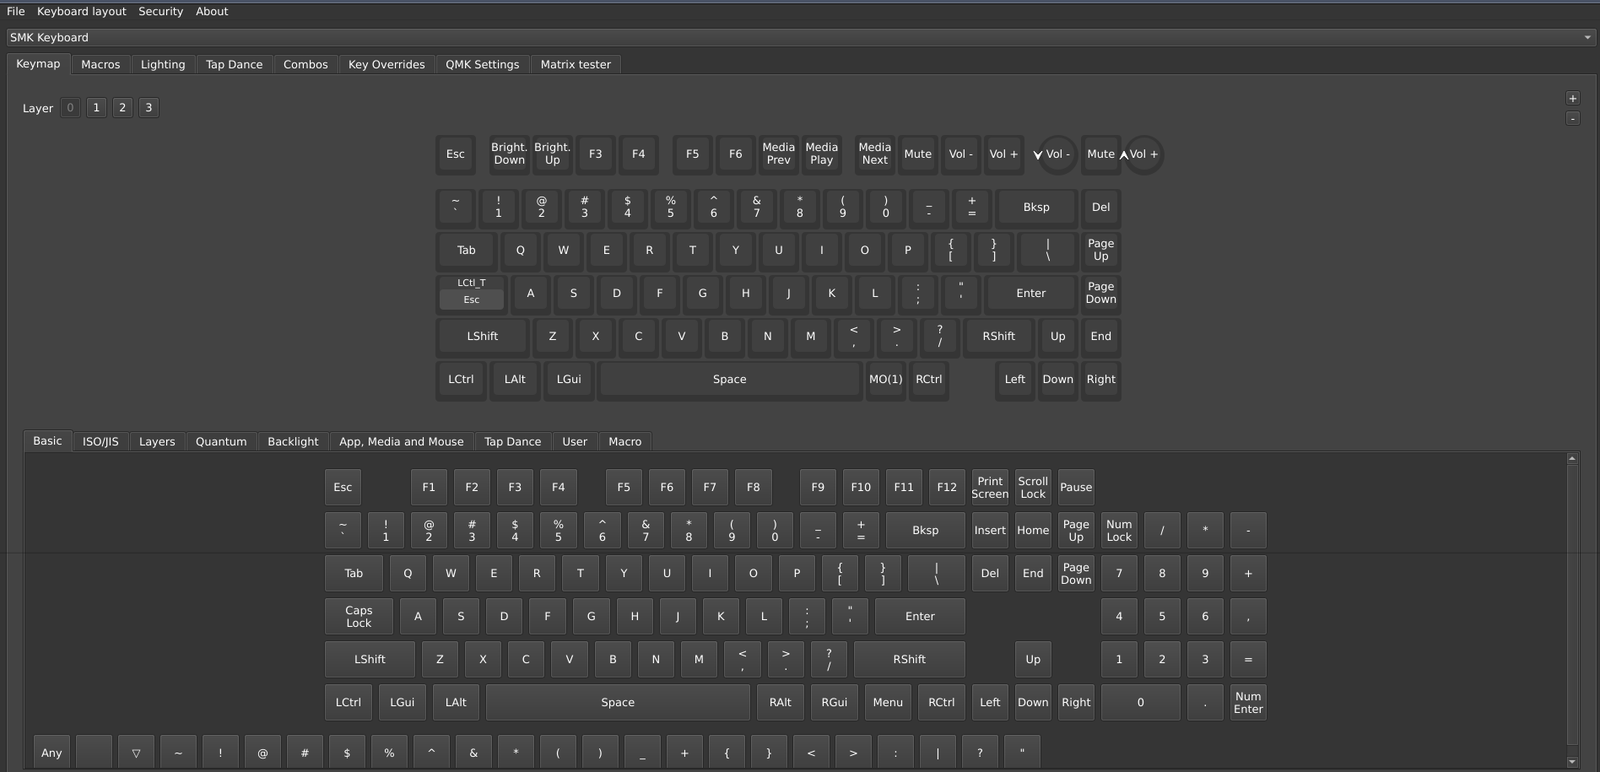 File Keyboard layout Security About
SMK Keyboard
Keymap Macros Lighting Tap Dance Combos Key Overrides QMK Settings Matrix tester
Layer 0 1 2 3
+
-
Esc Bright. Down Bright. Up F3 F4 F5 F6 Media Prev Media Play Media Next Mute Vol - Vol + Vol - Mute Vol +
~ ` ! 1 @ 2 # 3 $ 4 % 5 ^ 6 & 7 * 8 ( 9 ) 0 _ - + = Bksp Del
Tab Q W E R T Y U I O P { [ } ] | \ Page Up
LCtl_T Esc A S D F G H J K L : ; " ' Enter Page Down
LShift Z X C V B N M < , > . ? / RShift Up End
LCtrl LAlt LGui Space MO(1) RCtrl Left Down Right
Basic ISO/JIS Layers Quantum Backlight App, Media and Mouse Tap Dance User Macro
Esc F1 F2 F3 F4 F5 F6 F7 F8 F9 F10 F11 F12 Print Screen Scroll Lock Pause
~ ` ! 1 @ 2 # 3 $ 4 % 5 ^ 6 & 7 * 8 ( 9 ) 0 _ - + = Bksp Insert Home Page Up Num Lock / * -
Tab Q W E R T Y U I O P { [ } ] | \ Del End Page Down 7 8 9 +
Caps Lock A S D F G H J K L : ; " ' Enter 4 5 6 ,
LShift Z X C V B N M < , > . ? / RShift Up 1 2 3 =
LCtrl LGui LAlt Space RAlt RGui Menu RCtrl Left Down Right 0 . Num Enter
Any ▽ ~ ! @ # $ % ^ & * ( ) _ + { } < > : | ? "